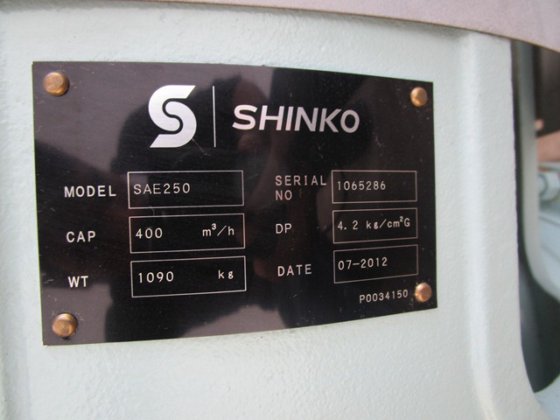 SHINKO
MODEL SAE250 SERIAL NO 1065286
CAP 400 m³/h DP 4.2 kg/cm²G
WT 1090 kg DATE 07-2012
P0034150